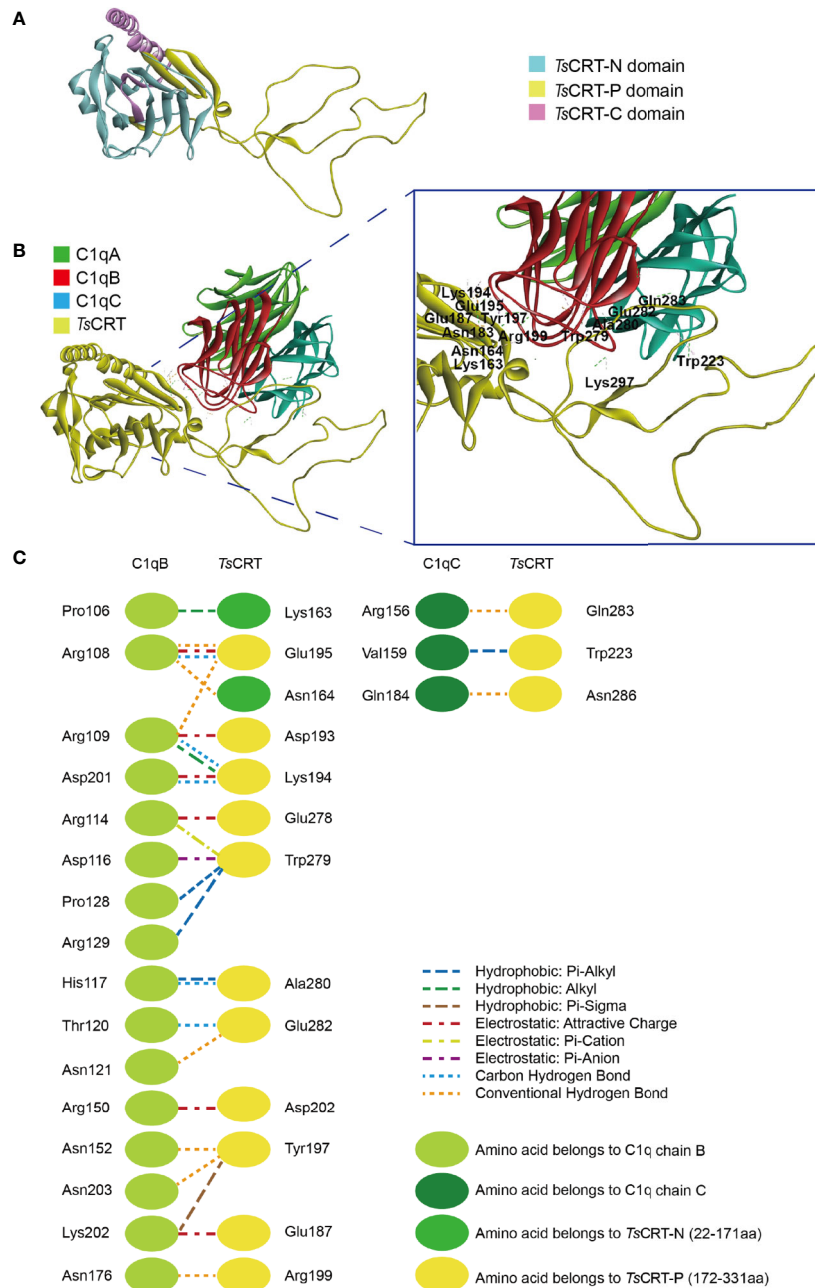 A
TsCRT-N domain
TsCRT-P domain
TsCRT-C domain
B
C1qA
C1qB
C1qC
TsCRT
Lys194
Glu195
Gln283
Glu282
Glu187 Tyr197
Ala280
Asn183 Arg199 Trp279
Asn164
Lys163
Trp223
Lys297
C
C1qB TsCRT
Pro106 Lys163
Arg108 Glu195
Asn164
Arg109 Asp193
Asp201 Lys194
Arg114 Glu278
Asp116 Trp279
Pro128
Arg129
His117 Ala280
Thr120 Glu282
Asn121
Arg150 Asp202
Asn152 Tyr197
Asn203
Lys202 Glu187
Asn176 Arg199
C1qC TsCRT
Arg156 Gln283
Val159 Trp223
Gln184 Asn286
Hydrophobic: Pi-Alkyl
Hydrophobic: Alkyl
Hydrophobic: Pi-Sigma
Electrostatic: Attractive Charge
Electrostatic: Pi-Cation
Electrostatic: Pi-Anion
Carbon Hydrogen Bond
Conventional Hydrogen Bond
Amino acid belongs to C1q chain B
Amino acid belongs to C1q chain C
Amino acid belongs to TsCRT-N (22-171aa)
Amino acid belongs to TsCRT-P (172-331aa)